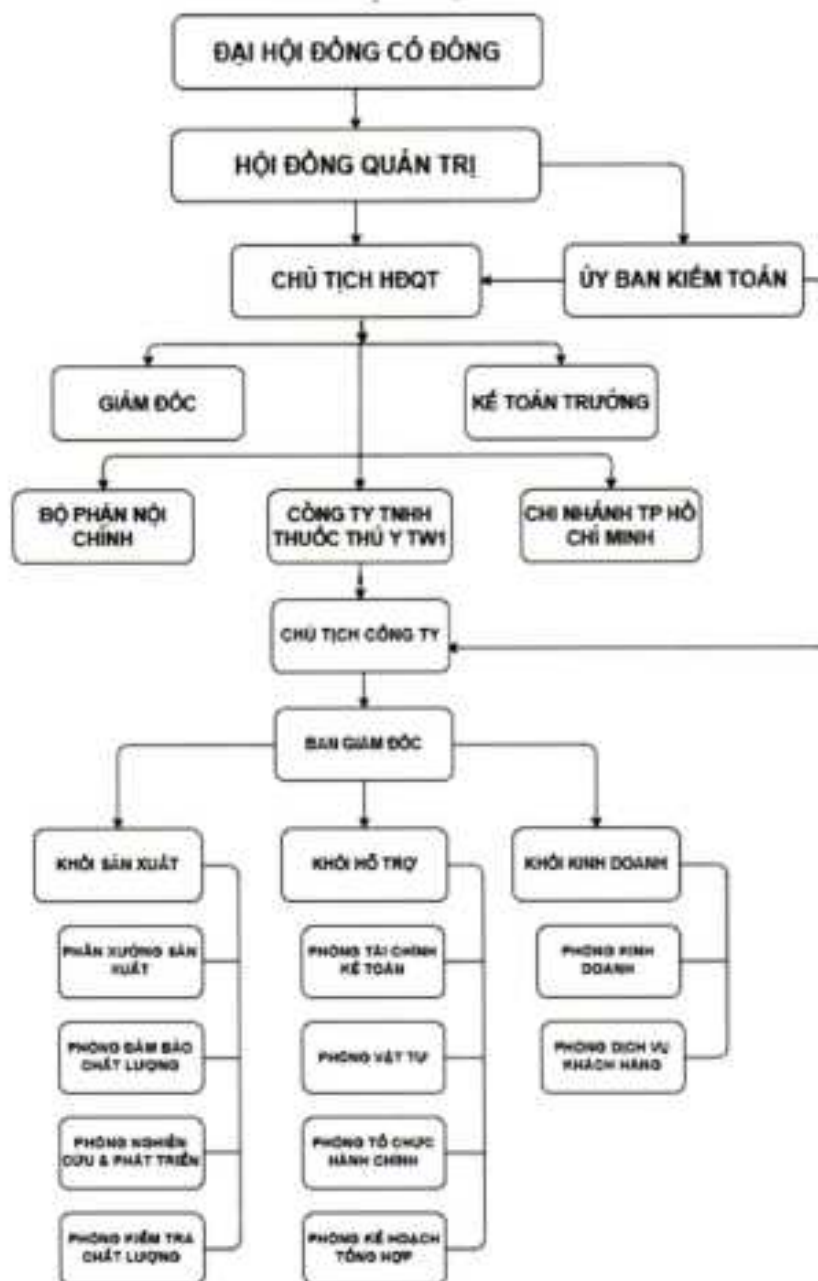 ĐẠI HỘI ĐỒNG CỔ ĐÔNG
HỘI ĐỒNG QUẢN TRỊ
CHỦ TỊCH HĐQT
ỦY BAN KIỂM TOÁN
GIÁM ĐỐC
KẾ TOÁN TRƯỞNG
BỘ PHẬN NỘI
CHÍNH
CÔNG TY TNHH
THUỐC THÚ Y TW1
CHI NHÁNH TP HỒ
CHÍ MINH
CHỦ TỊCH CÔNG TY
BAN GIÁM ĐỐC
KHỐI SẢN XUẤT
KHỐI HỖ TRỢ
KHỐI KINH DOANH
PHÂN XƯỞNG SẢN
XUẤT
PHÒNG TÀI CHÍNH
KẾ TOÁN
PHÒNG KINH
DOANH
PHÒNG ĐẢM BẢO
CHẤT LƯỢNG
PHÒNG VẬT TƯ
PHÒNG DỊCH VỤ
KHÁCH HÀNG
PHÒNG NGHIÊN
CỨU & PHÁT TRIỂN
PHÒNG TỔ CHỨC
HÀNH CHÍNH
PHÒNG KIỂM TRA
CHẤT LƯỢNG
PHÒNG KẾ HOẠCH
TỔNG HỢP